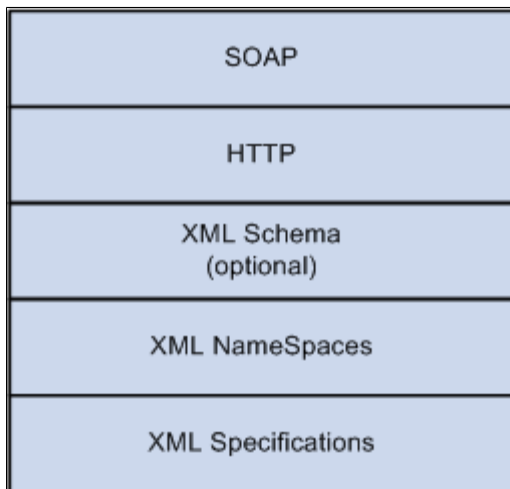 SOAP
HTTP
XML Schema
(optional)
XML NameSpaces
XML Specifications